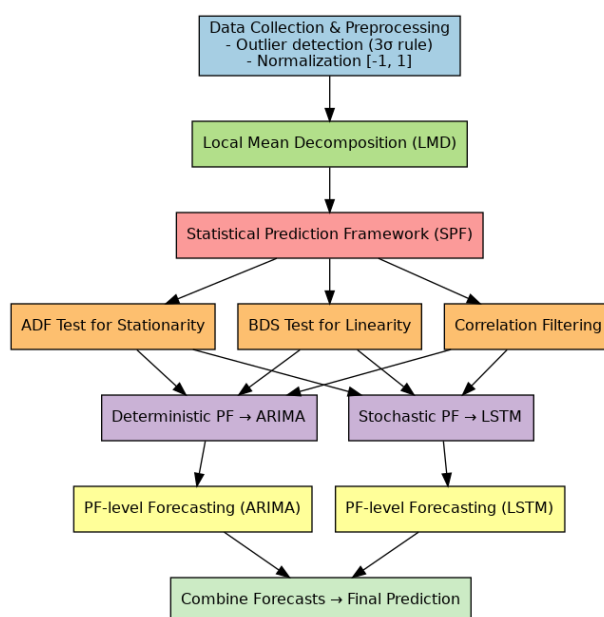 Data Collection & Preprocessing
- Outlier detection (3σ rule)
- Normalization [-1, 1]
Local Mean Decomposition (LMD)
Statistical Prediction Framework (SPF)
ADF Test for Stationarity
BDS Test for Linearity
Correlation Filtering
Deterministic PF → ARIMA
Stochastic PF → LSTM
PF-level Forecasting (ARIMA)
PF-level Forecasting (LSTM)
Combine Forecasts → Final Prediction